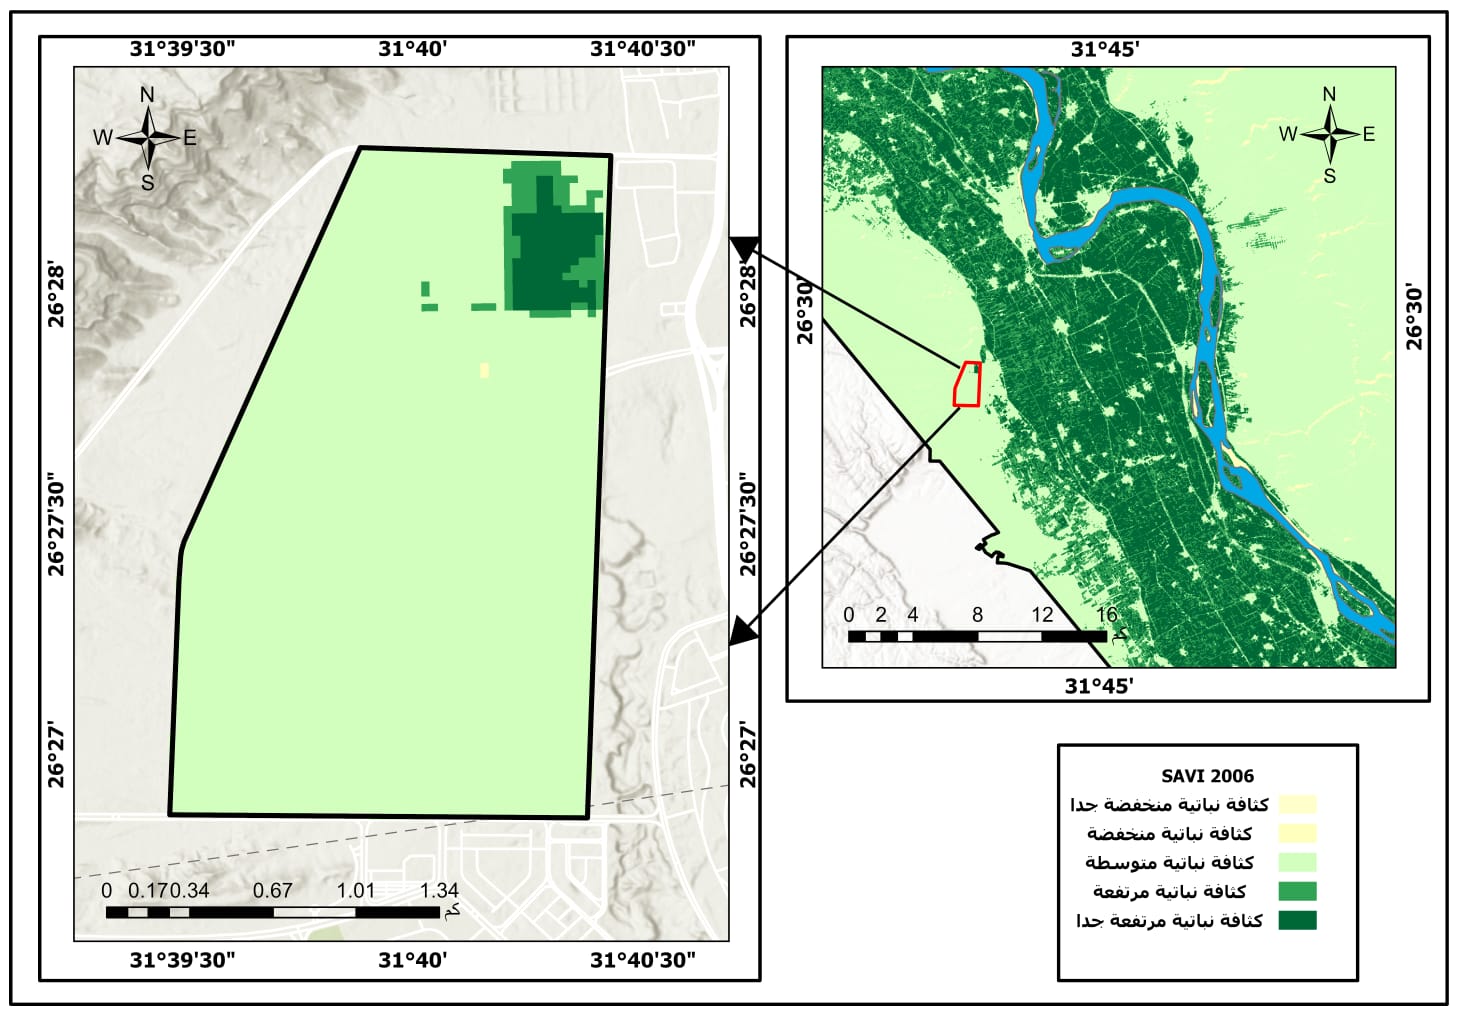 31°39'30" 31°40' 31°40'30"
N
W E
S
26°28' 26°28'
26°27'30" 26°27'30"
26°27' 26°27'
0 0.17 0.34 0.67 1.01 1.34
كم
31°39'30" 31°40' 31°40'30"
31°45'
N
W E
S
26°30' 26°30'
0 2 4 8 12 16
كم
31°45'
SAVI 2006
كثافة نباتية منخفضة جدا
كثافة نباتية منخفضة
كثافة نباتية متوسطة
كثافة نباتية مرتفعة
كثافة نباتية مرتفعة جدا